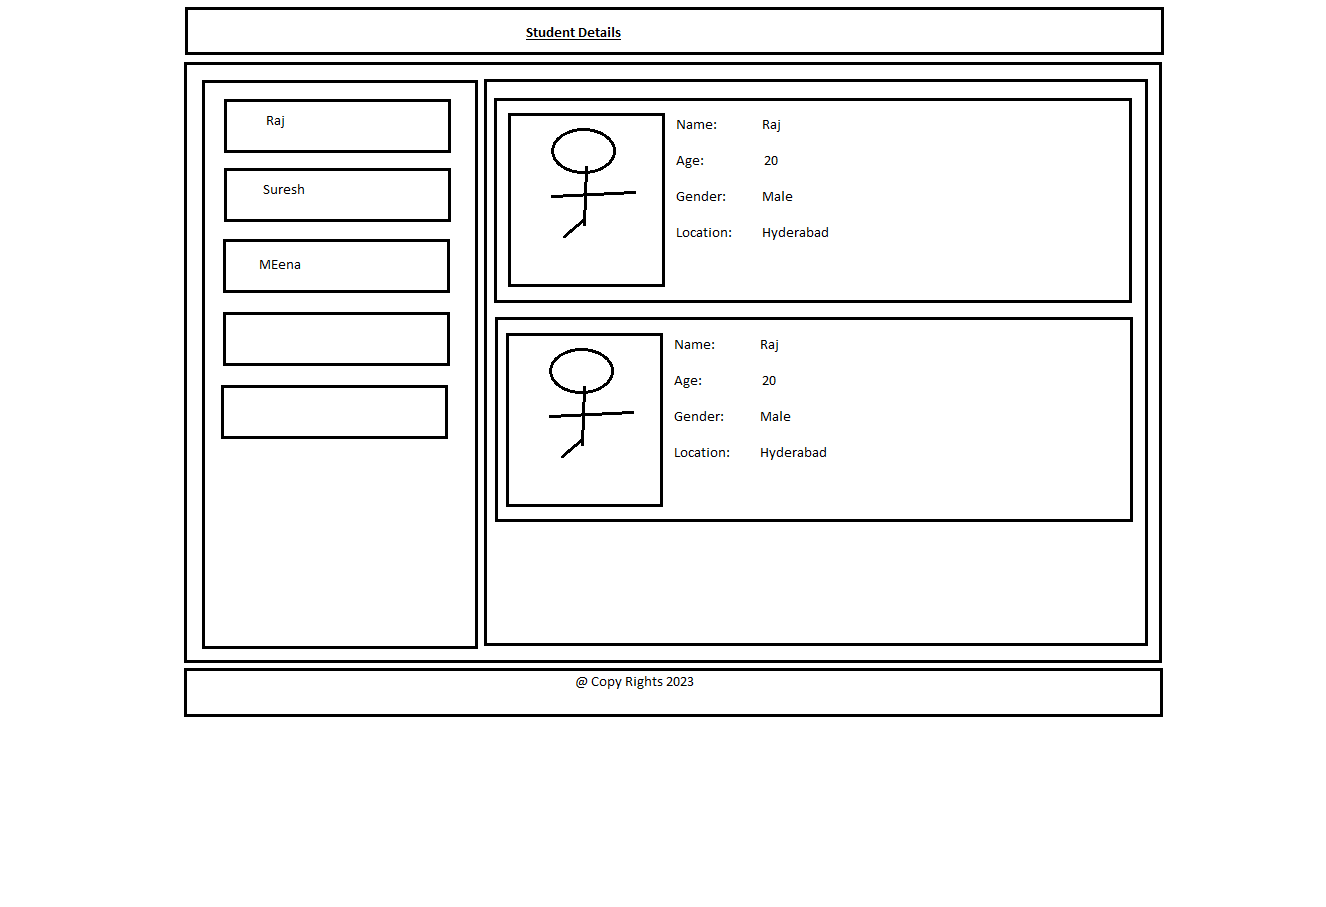 Student Details
Raj
Suresh
MEena
Name: Raj
Age: 20
Gender: Male
Location: Hyderabad
Name: Raj
Age: 20
Gender: Male
Location: Hyderabad
@ Copy Rights 2023